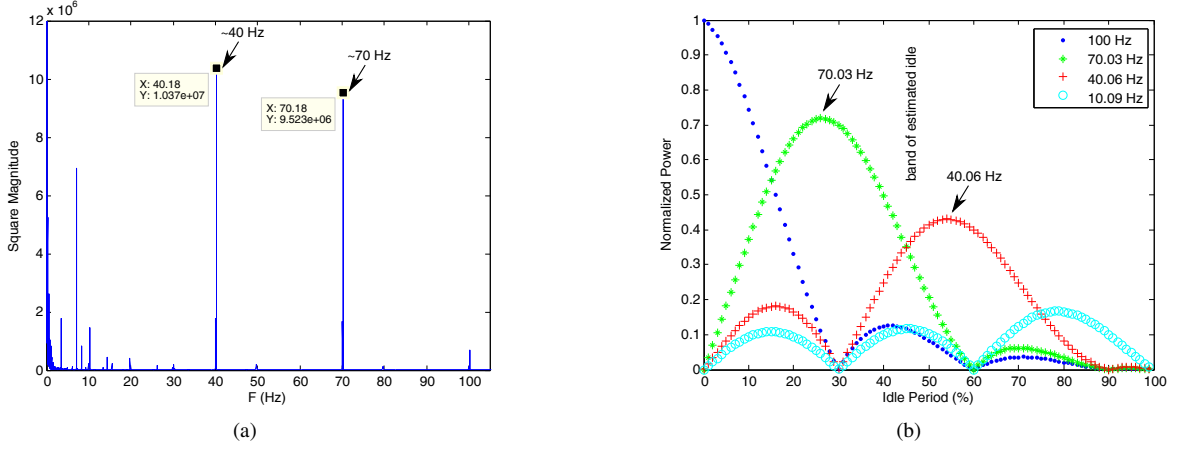 x 10^6
12
10
8
6
4
2
0
Square Magnitude
~40 Hz
X: 40.18
Y: 1.037e+07
~70 Hz
X: 70.18
Y: 9.523e+06
0 10 20 30 40 50 60 70 80 90 100
F (Hz)
(a)
1
0.9
0.8
0.7
0.6
0.5
0.4
0.3
0.2
0.1
0
Normalized Power
70.03 Hz
band of estimated idle
40.06 Hz
100 Hz
70.03 Hz
40.06 Hz
10.09 Hz
0 10 20 30 40 50 60 70 80 90 100
Idle Period (%)
(b)